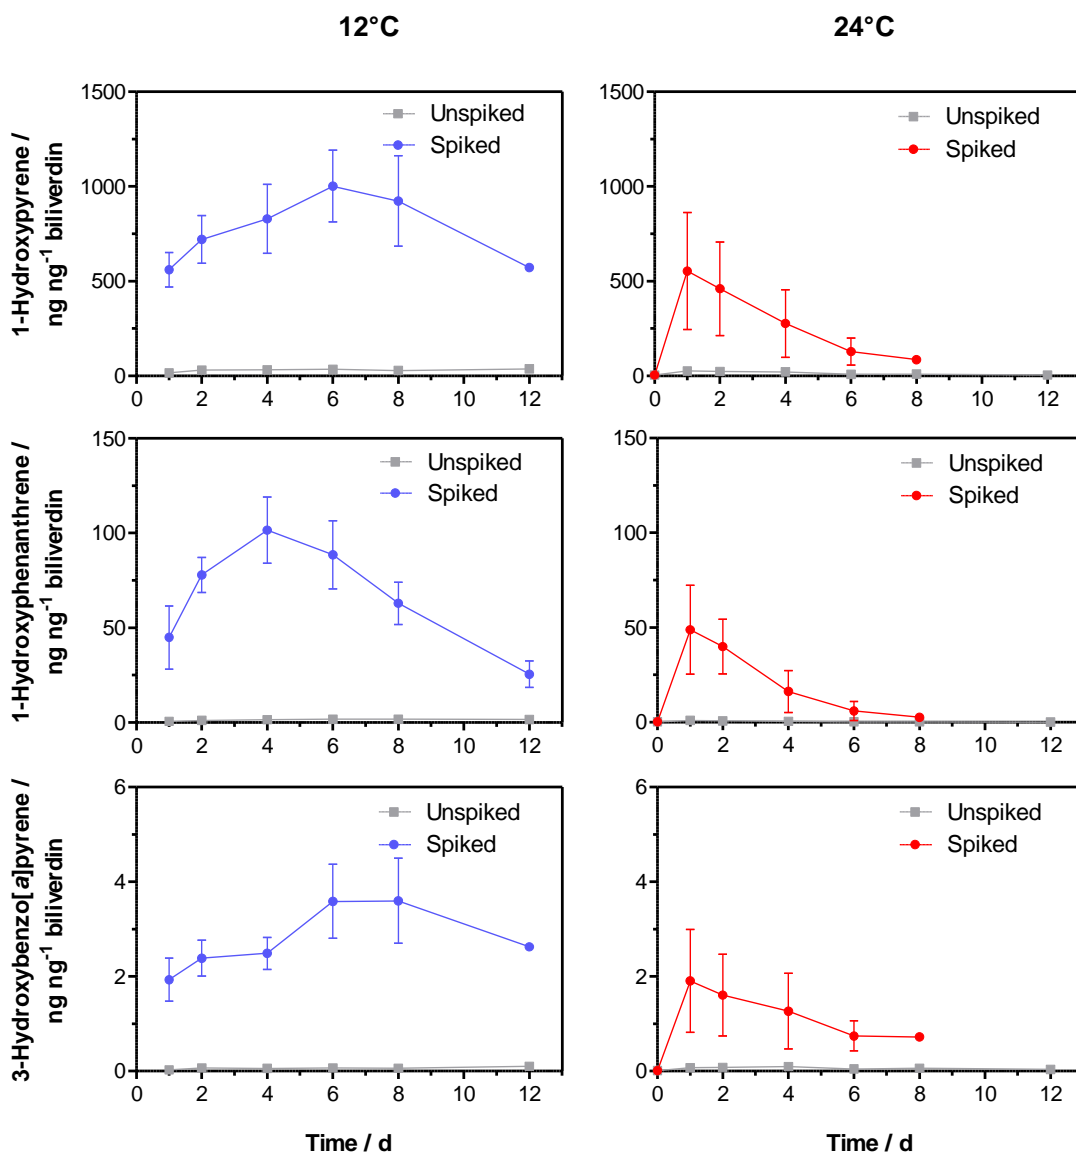 12°C
24°C
1-Hydroxypyrene /
ng ng⁻¹ biliverdin
1500
1000
500
0
0 2 4 6 8 10 12
Unspiked
Spiked
1500
1000
500
0
0 2 4 6 8 10 12
Unspiked
Spiked
1-Hydroxyphenanthrene /
ng ng⁻¹ biliverdin
150
100
50
0
0 2 4 6 8 10 12
Unspiked
Spiked
150
100
50
0
0 2 4 6 8 10 12
Unspiked
Spiked
3-Hydroxybenzo[a]pyrene /
ng ng⁻¹ biliverdin
6
4
2
0
0 2 4 6 8 10 12
Unspiked
Spiked
6
4
2
0
0 2 4 6 8 10 12
Unspiked
Spiked
Time / d
Time / d